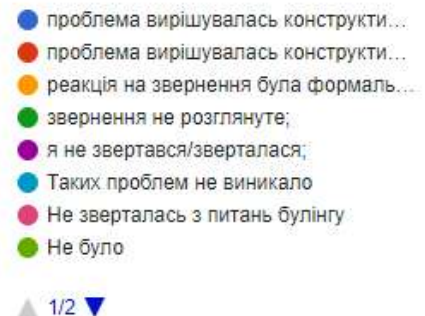 проблема вирішувалась конструкти...
проблема вирішувалась конструкти...
реакція на звернення була формаль...
звернення не розглянуте;
я не звертався/зверталася;
Таких проблем не виникало
Не зверталась з питань булінгу
Не було
1/2